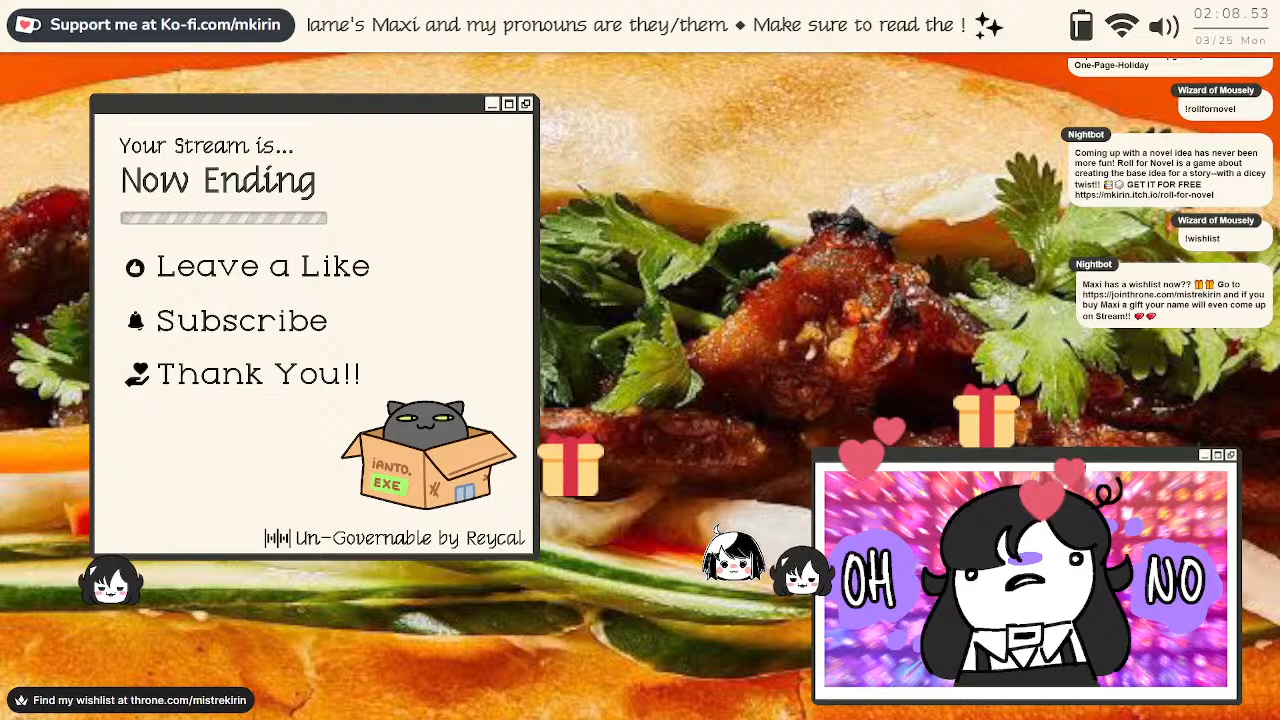 Support me at Ko-fi.com/mkirin
name's Maxi and my pronouns are they/them ◆ Make sure to read the !
02:08.53
03/25 Mon
One-Page-Holiday
Wizard of Mousely
!rollfornovel
Nightbot
Coming up with a novel idea has never been
more fun! Roll for Novel is a game about
creating the base idea for a story--with a dicey
twist!! GET IT FOR FREE
https://mkirin.itch.io/roll-for-novel
Wizard of Mousely
!wishlist
Nightbot
Maxi has a wishlist now?? 🎁🎁 Go to
https://jointhrone.com/mistrekirin and if you
buy Maxi a gift your name will even come up
on Stream!!
Your Stream is...
Now Ending
Leave a Like
Subscribe
Thank You!!
iANTO.
EXE
Un-Governable by Reycal
OH NO
Find my wishlist at throne.com/mistrekirin